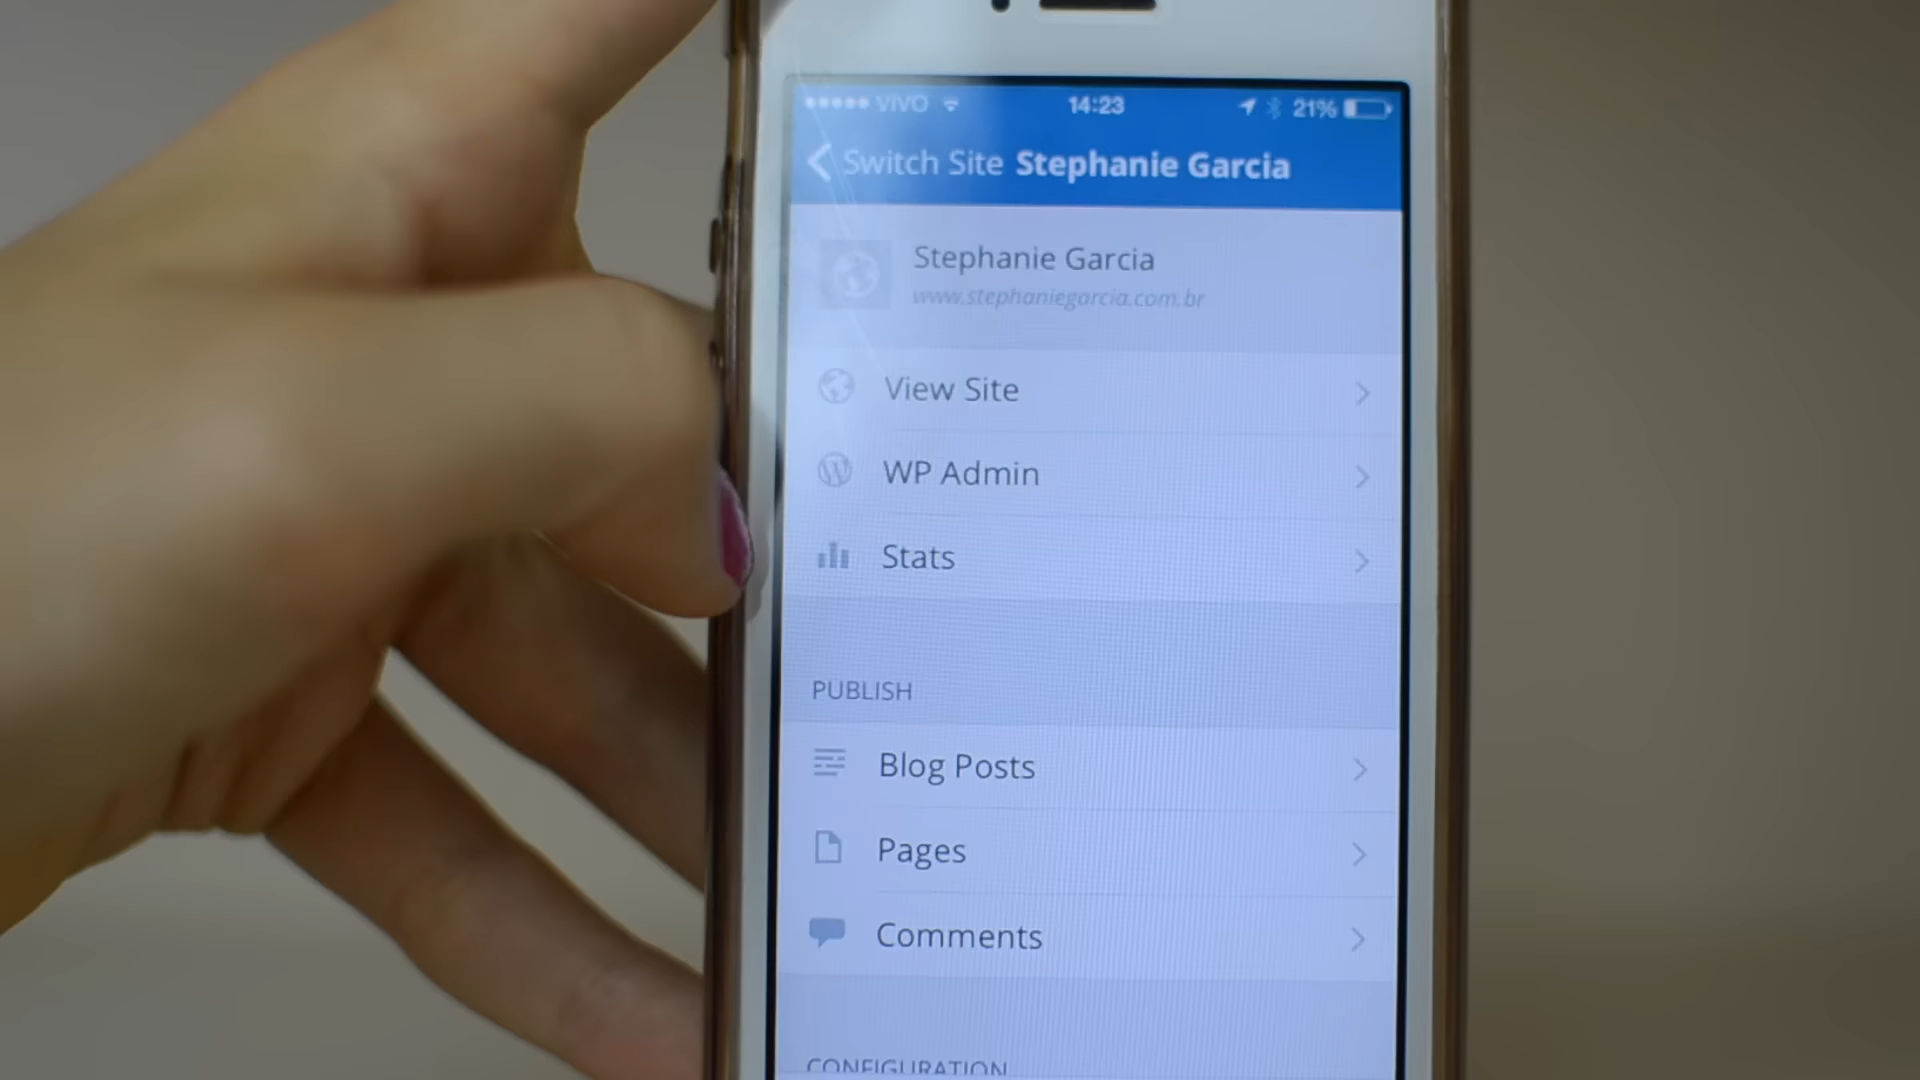 VIVO 14:23 21%
Switch Site Stephanie Garcia
Stephanie Garcia
www.stephaniegarcia.com.br
View Site
WP Admin
Stats
PUBLISH
Blog Posts
Pages
Comments
CONFIGURATION